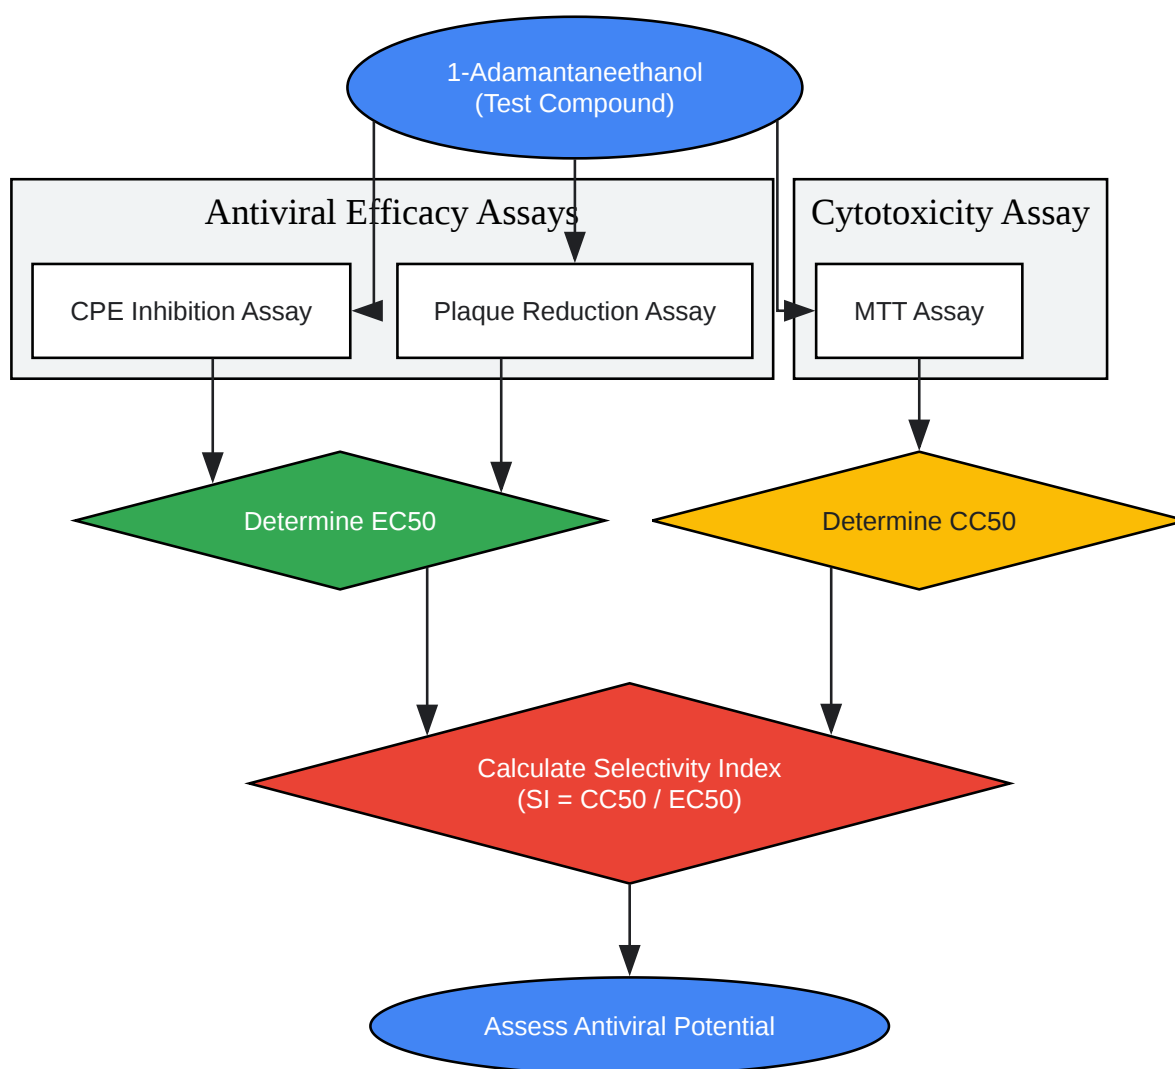 1-Adamantaneethanol
(Test Compound)
Antiviral Efficacy Assays
Cytotoxicity Assay
CPE Inhibition Assay
Plaque Reduction Assay
MTT Assay
Determine EC50
Determine CC50
Calculate Selectivity Index
(SI = CC50 / EC50)
Assess Antiviral Potential